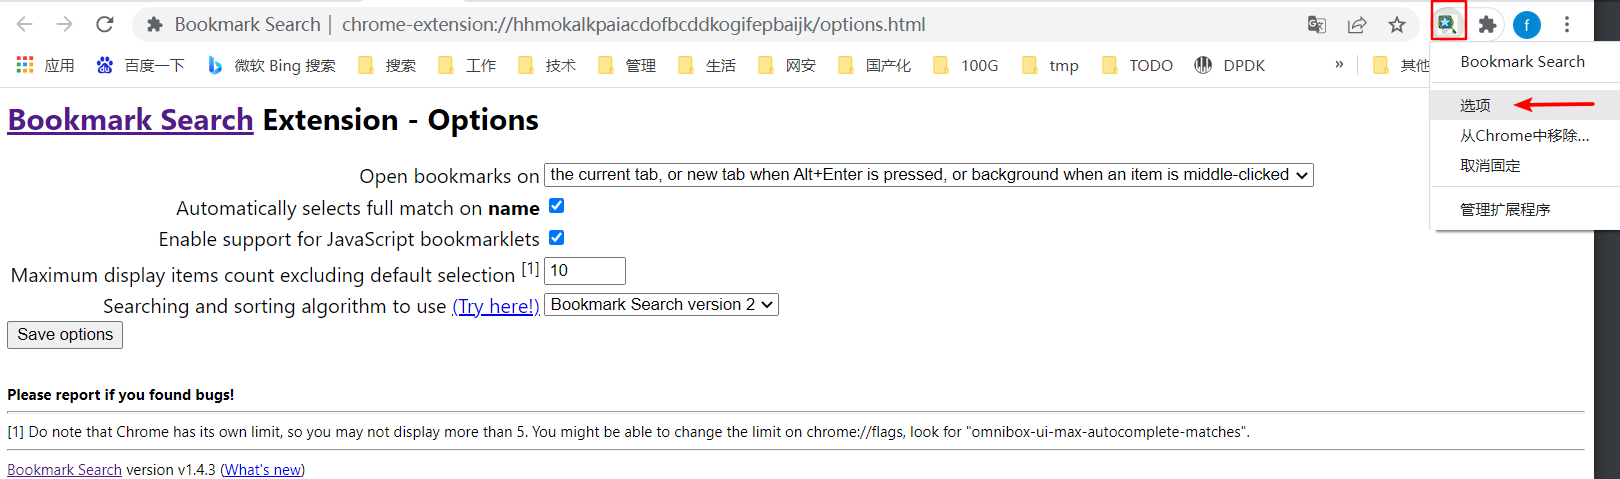 Bookmark Search | chrome-extension://hhmokalkpaiacdofbcddkogifepbaijk/options.html
f
应用 百度一下 微软 Bing 搜索 搜索 工作 技术 管理 生活 网安 国产化 100G tmp TODO DPDK » 其他
Bookmark Search
选项
从Chrome中移除...
取消固定
管理扩展程序
Bookmark Search Extension - Options
Open bookmarks on the current tab, or new tab when Alt+Enter is pressed, or background when an item is middle-clicked
Automatically selects full match on name
Enable support for JavaScript bookmarklets
Maximum display items count excluding default selection [1] 10
Searching and sorting algorithm to use (Try here!) Bookmark Search version 2
Save options
Please report if you found bugs!
[1] Do note that Chrome has its own limit, so you may not display more than 5. You might be able to change the limit on chrome://flags, look for "omnibox-ui-max-autocomplete-matches".
Bookmark Search version v1.4.3 (What's new)